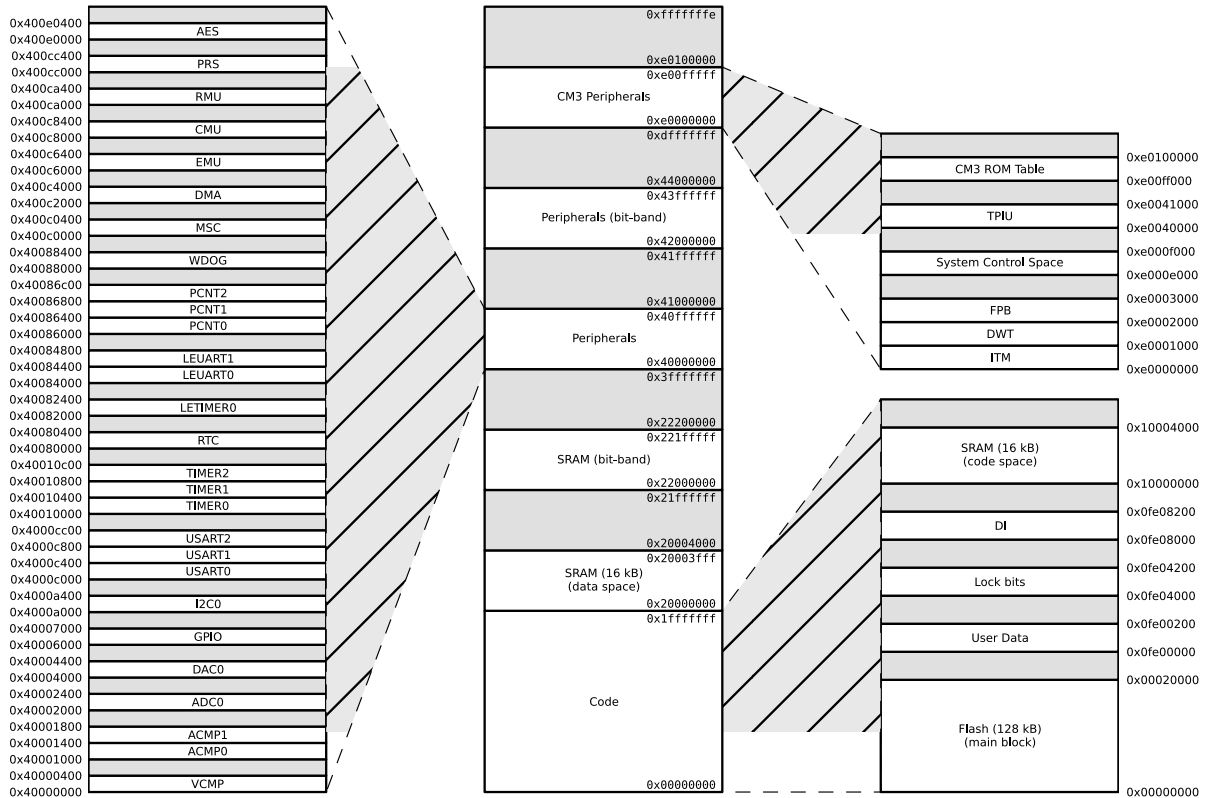 0x400e0400
AES
0x400e0000
0x400cc400
PRS
0x400cc000
0x400ca400
RMU
0x400ca000
0x400c8400
CMU
0x400c8000
0x400c6400
EMU
0x400c6000
0x400c4000
DMA
0x400c2000
0x400c0400
MSC
0x400c0000
0x40088400
WDOG
0x40088000
0x40086c00
PCNT2
0x40086800
PCNT1
0x40086400
PCNT0
0x40086000
0x40084800
LEUART1
0x40084400
LEUART0
0x40084000
0x40082400
LETIMER0
0x40082000
0x40080400
RTC
0x40080000
0x40010c00
TIMER2
0x40010800
TIMER1
0x40010400
TIMER0
0x40010000
0x4000cc00
USART2
0x4000c800
USART1
0x4000c400
USART0
0x4000c000
0x4000a400
I2C0
0x4000a000
0x40007000
GPIO
0x40006000
0x40004400
DAC0
0x40004000
0x40002400
ADC0
0x40002000
0x40001800
ACMP1
0x40001400
ACMP0
0x40001000
0x40000400
VCMP
0x40000000
0xfffffffe
0xe0100000
0xe00fffff
CM3 Peripherals
0xe0000000
0xdfffffff
0x44000000
0x43ffffff
Peripherals (bit-band)
0x42000000
0x41ffffff
0x41000000
0x40ffffff
Peripherals
0x40000000
0x3fffffff
0x22200000
0x221fffff
SRAM (bit-band)
0x22000000
0x21ffffff
0x20004000
0x20003fff
SRAM (16 kB)
(data space)
0x20000000
0x1fffffff
Code
0x00000000
0xe0100000
CM3 ROM Table
0xe00ff000
0xe0041000
TPIU
0xe0040000
0xe000f000
System Control Space
0xe000e000
0xe0003000
FPB
0xe0002000
DWT
0xe0001000
ITM
0xe0000000
0x10004000
SRAM (16 kB)
(code space)
0x10000000
0x0fe08200
DI
0x0fe08000
0x0fe04200
Lock bits
0x0fe04000
0x0fe00200
User Data
0x0fe00000
0x00020000
Flash (128 kB)
(main block)
0x00000000